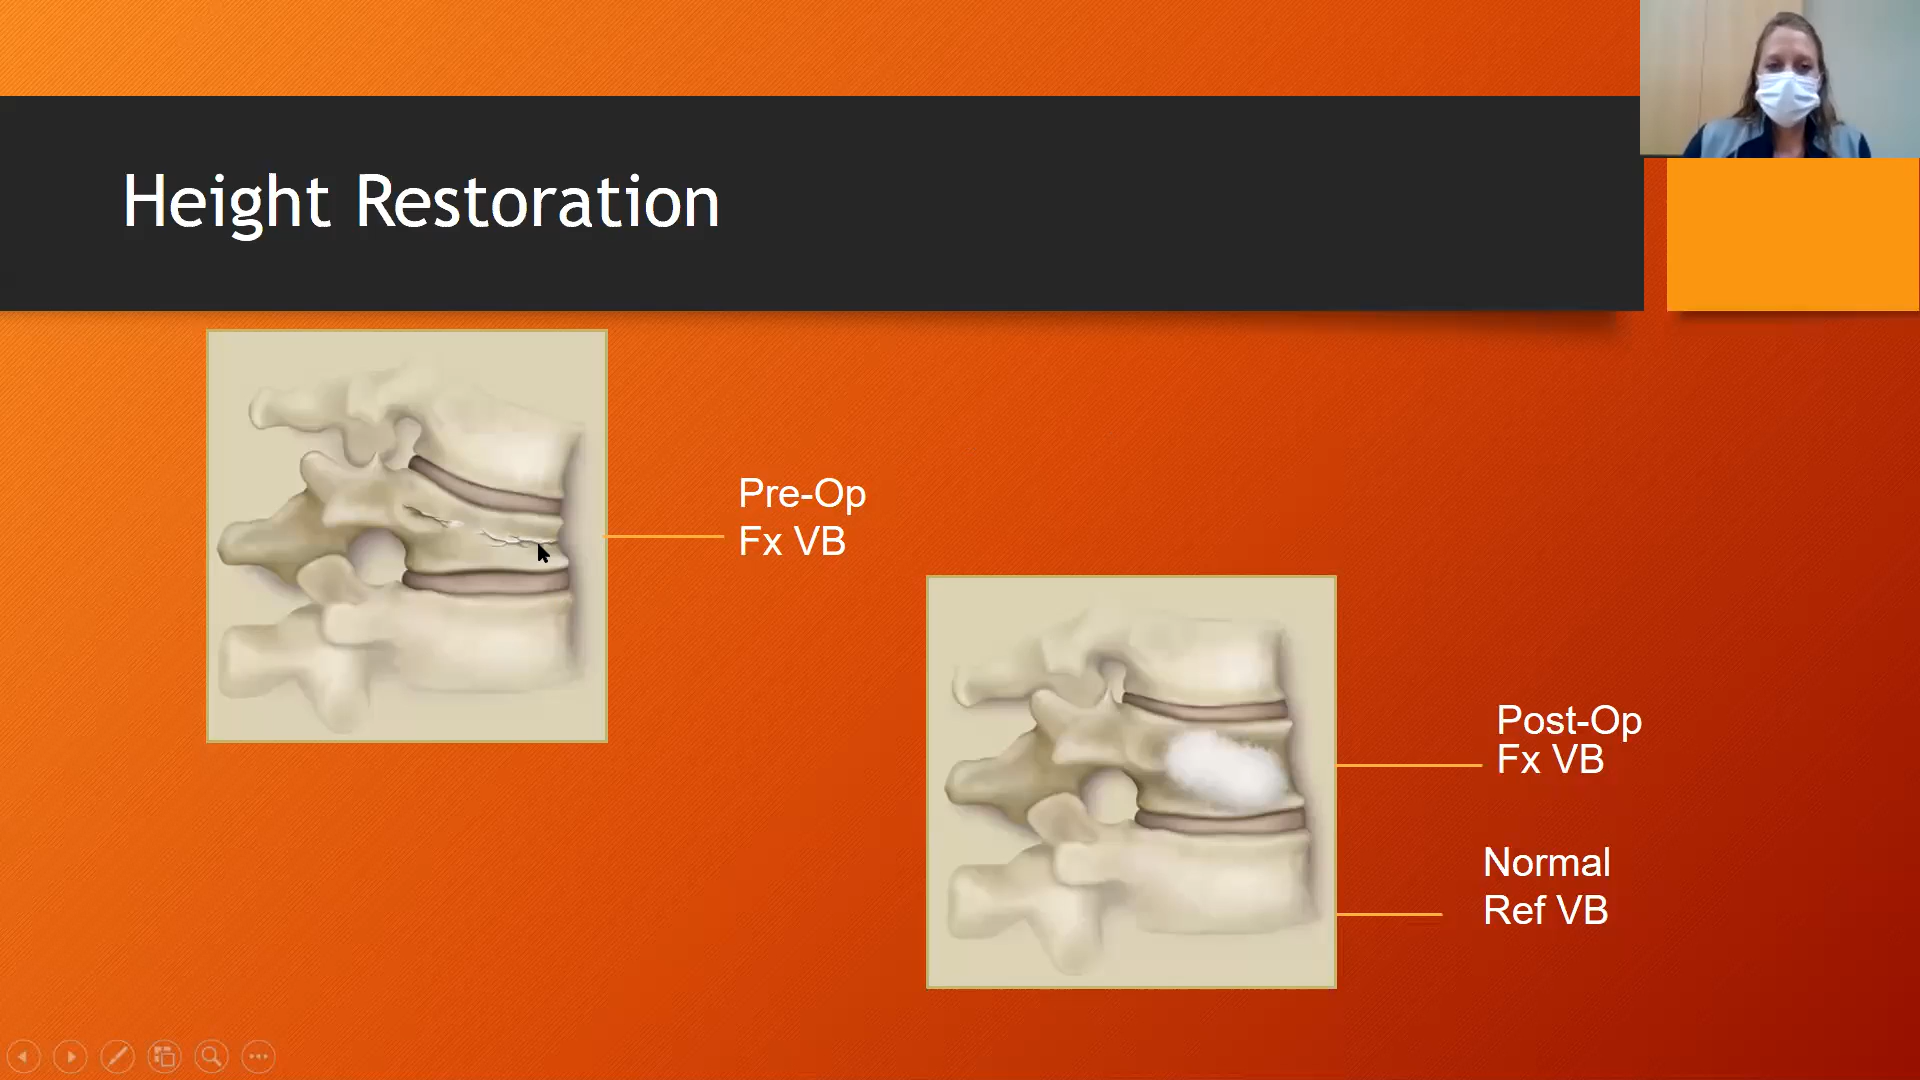 Height Restoration
Pre-Op
Fx VB
Post-Op
Fx VB
Normal
Ref VB